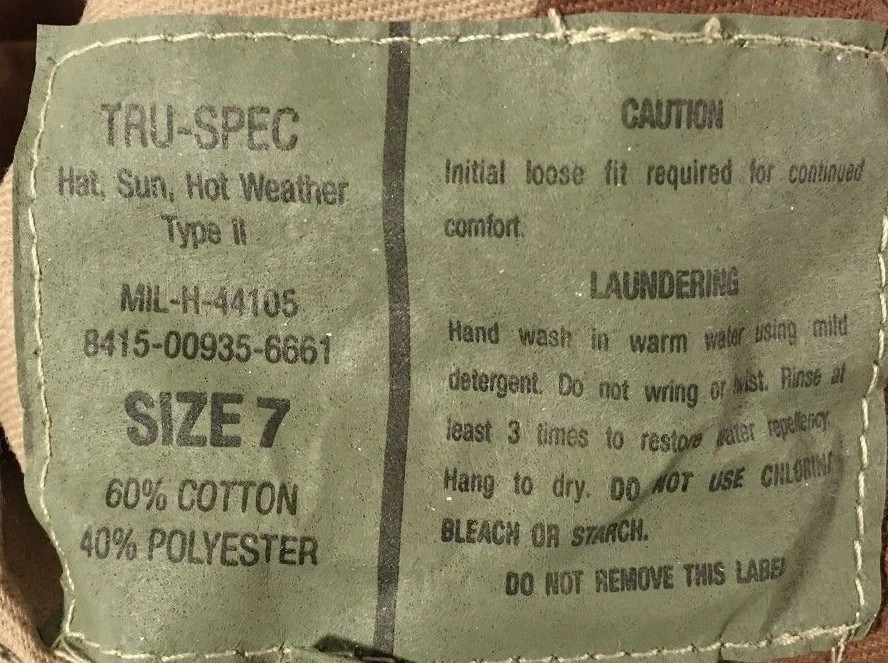 TRU-SPEC
Hat, Sun, Hot Weather
Type II
MIL-H-44105
8415-00935-6661
SIZE 7
60% COTTON
40% POLYESTER
CAUTION
Initial loose fit required for continued
comfort.
LAUNDERING
Hand wash in warm water using mild
detergent. Do not wring or twist. Rinse at
least 3 times to restore water repellency.
Hang to dry. DO NOT USE CHLORINE
BLEACH OR STARCH.
DO NOT REMOVE THIS LABEL